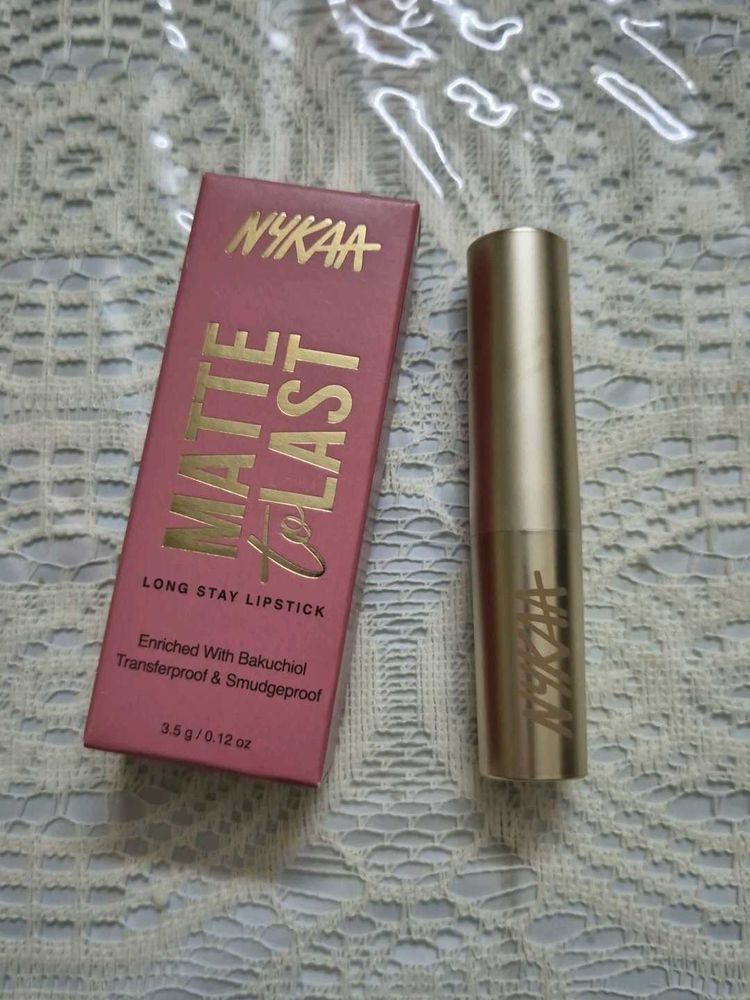 NYKAA
MATTE
to LAST
LONG STAY LIPSTICK
Enriched With Bakuchiol
Transferproof & Smudgeproof
3.5 g / 0.12 oz
NYKAA